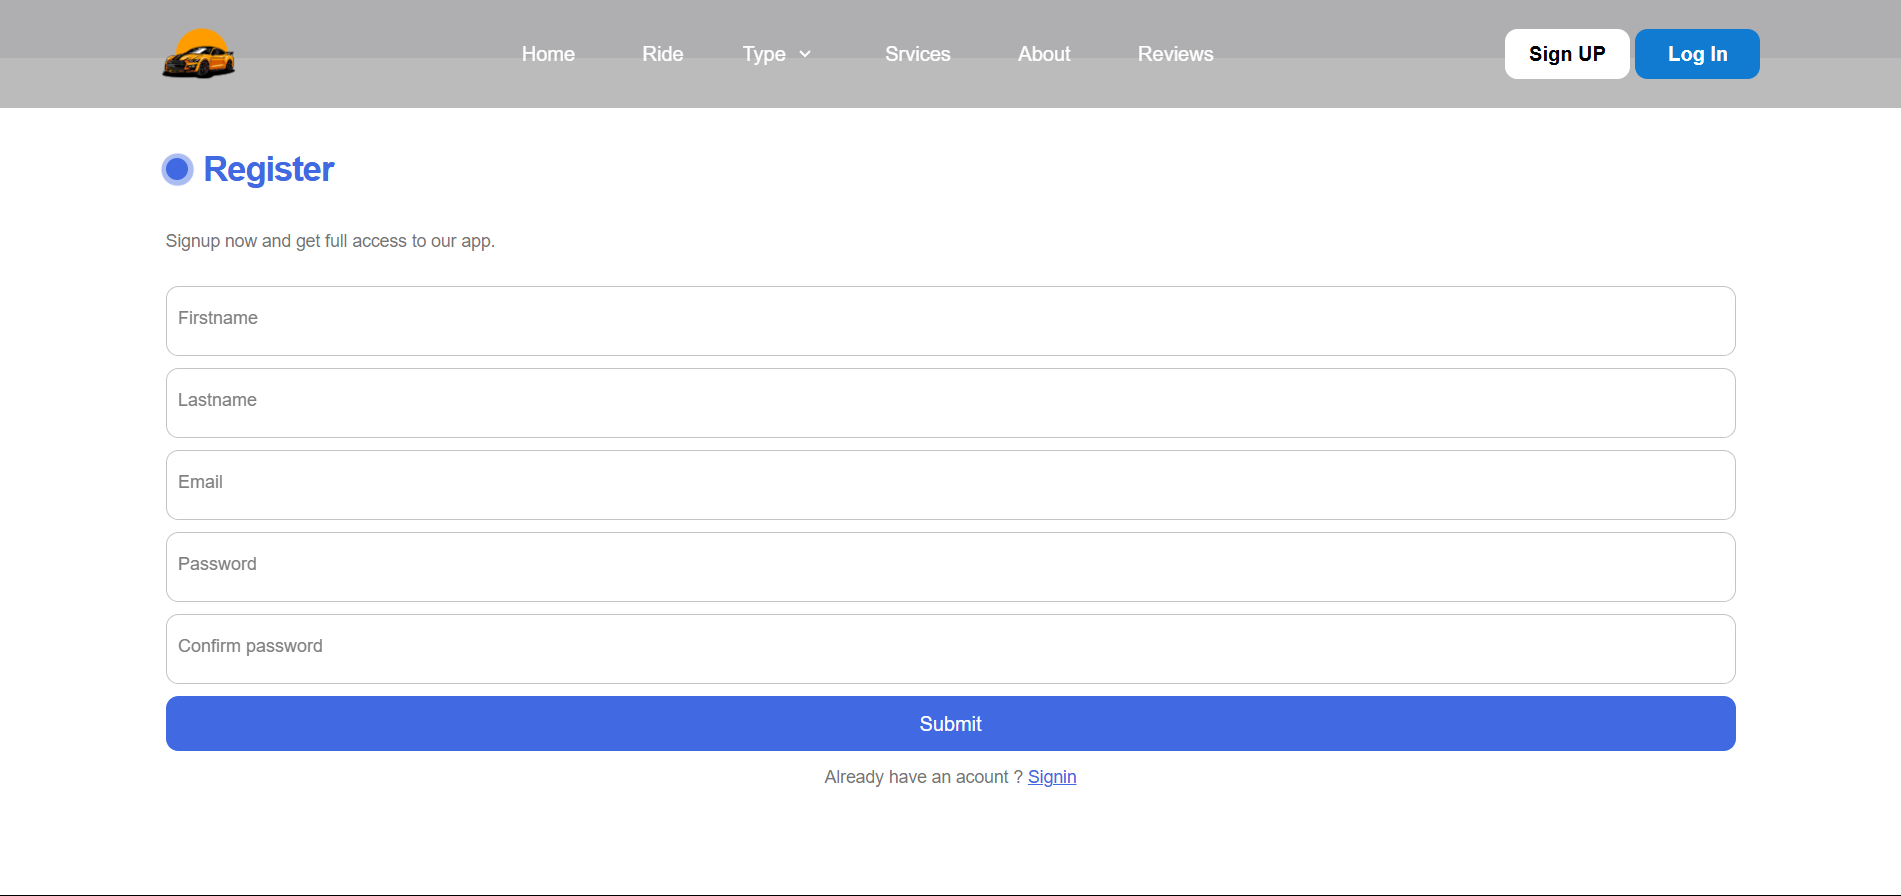 Home Ride Type Srvices About Reviews Sign UP Log In
Register
Signup now and get full access to our app.
Firstname
Lastname
Email
Password
Confirm password
Submit
Already have an acount ? Signin